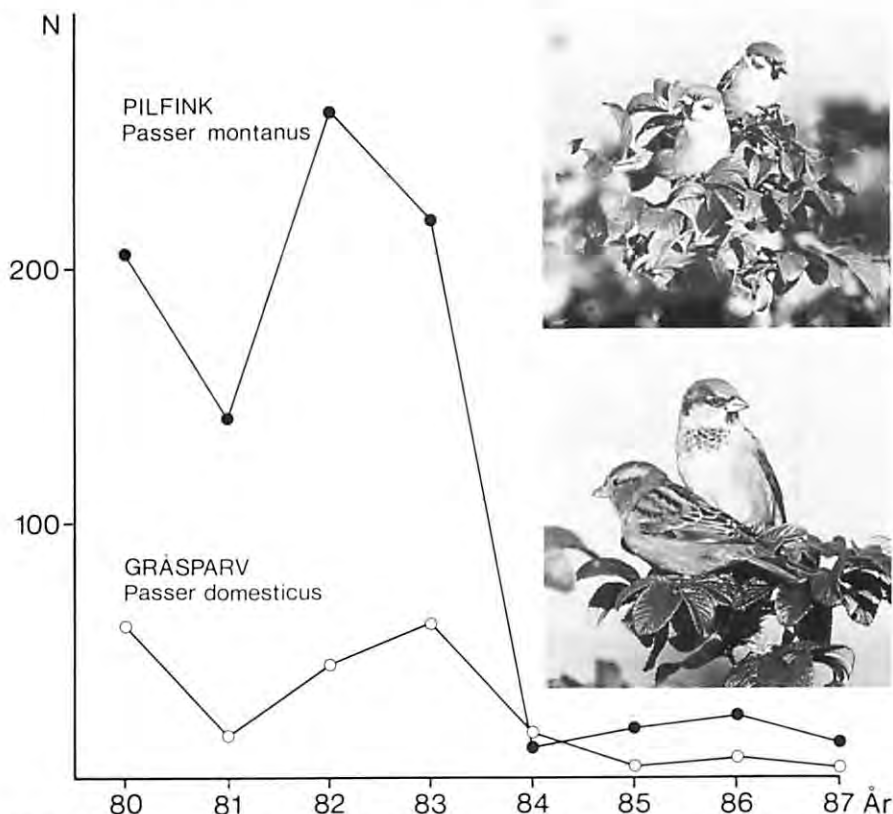 N
PILFINK
Passer montanus
200
100
GRÅSPARV
Passer domesticus
80 81 82 83 84 85 86 87 År